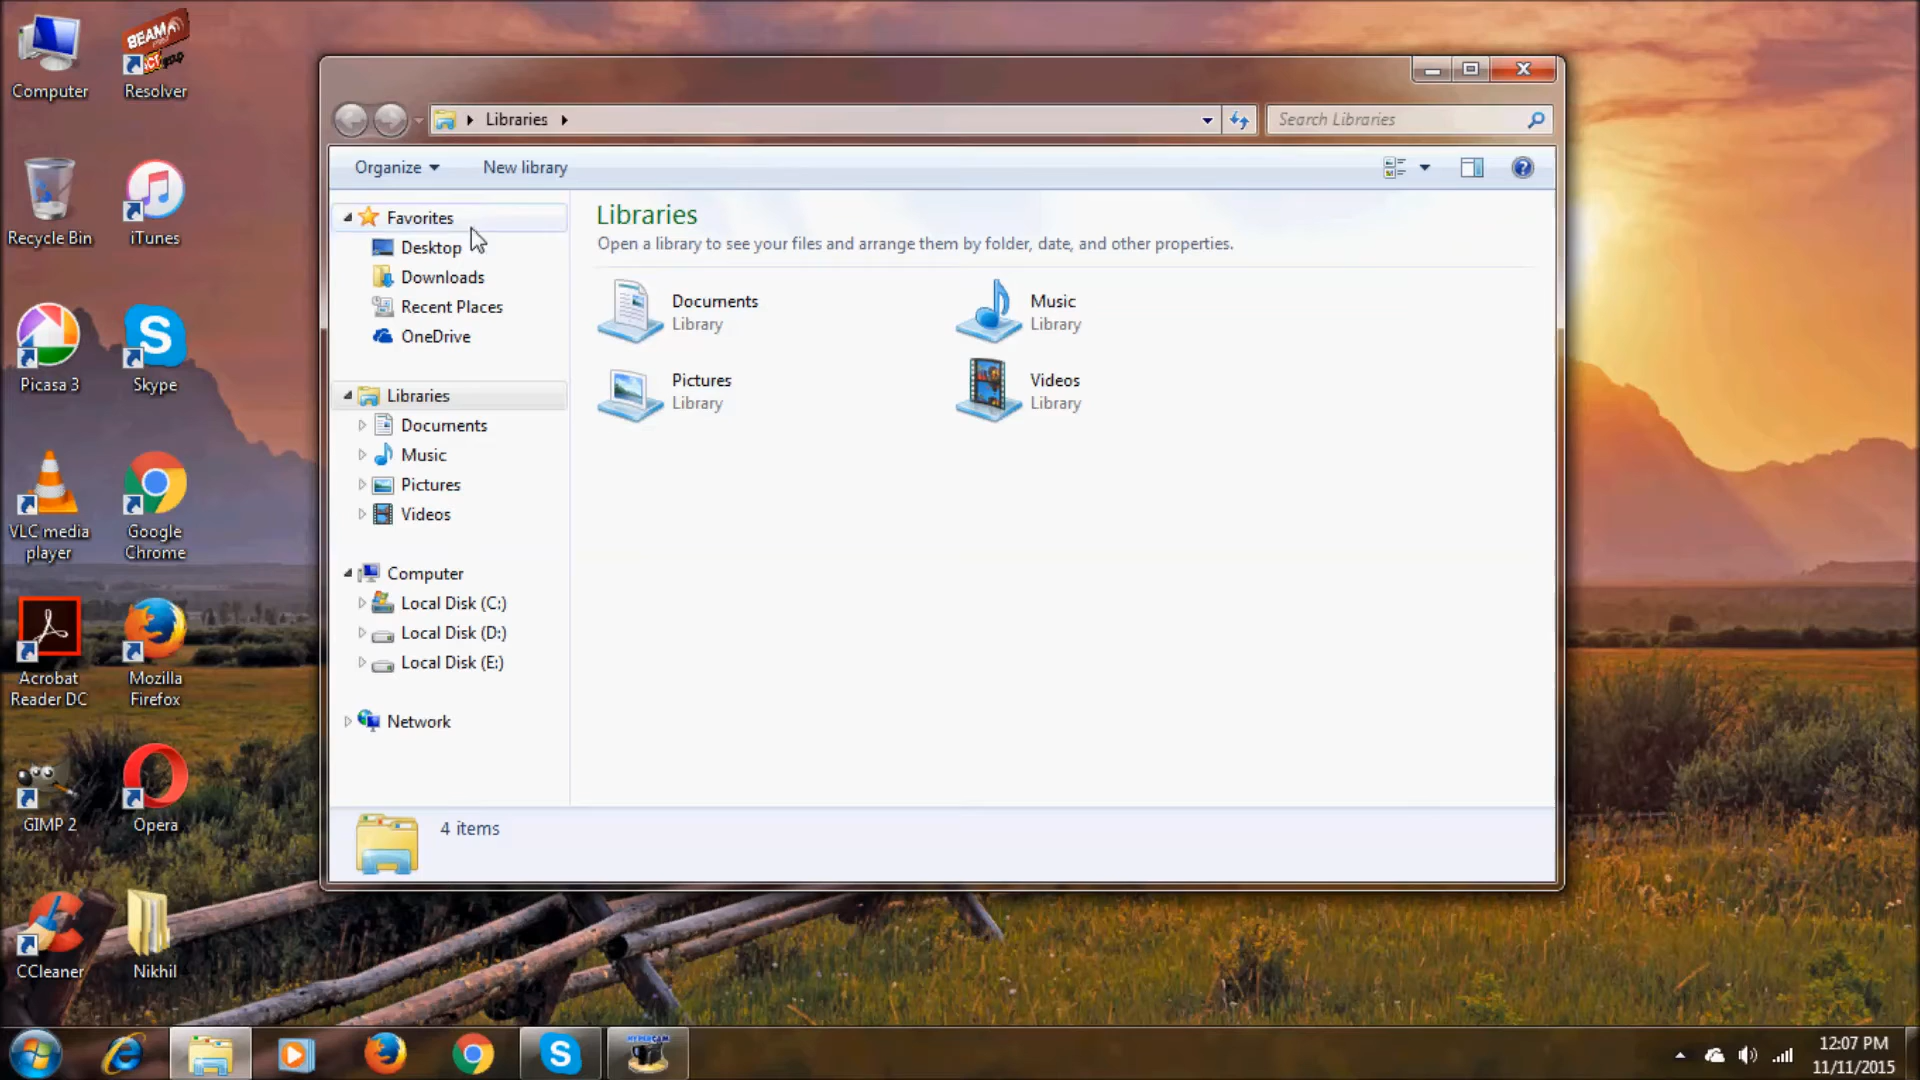 Computer
Resolver
Recycle Bin
iTunes
Picasa 3
Skype
VLC media player
Google Chrome
Acrobat Reader DC
Mozilla Firefox
GIMP 2
Opera
CCleaner
Nikhil
Libraries
Search Libraries
Organize
New library
Favorites
Desktop
Downloads
Recent Places
OneDrive
Libraries
Documents
Music
Pictures
Videos
Computer
Local Disk (C:)
Local Disk (D:)
Local Disk (E:)
Network
Libraries
Open a library to see your files and arrange them by folder, date, and other properties.
Documents
Library
Music
Library
Pictures
Library
Videos
Library
4 items
HYPERCAM
12:07 PM
11/11/2015